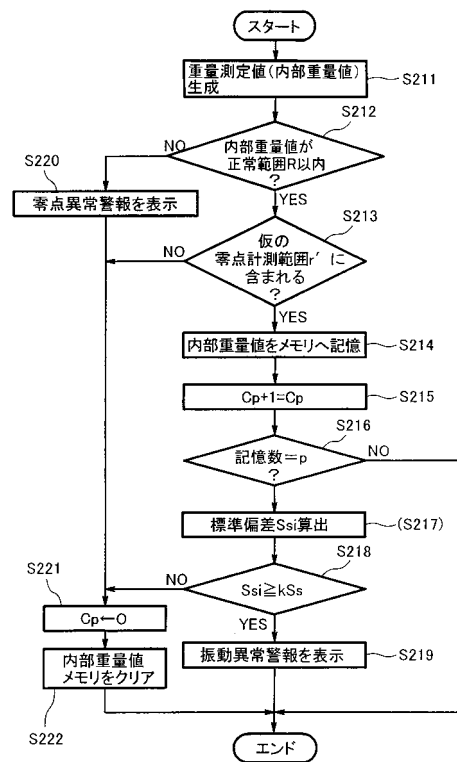 スタート
重量測定値(内部重量値)
生成
S211
S212
内部重量値が
正常範囲R以内
?
NO
YES
S220
零点異常警報を表示
S213
仮の
零点計測範囲r′に
含まれる
?
NO
YES
内部重量値をメモリへ記憶
S214
Cp+1=Cp
S215
S216
記憶数=p
?
NO
標準偏差Ssi算出
(S217)
S218
Ssi≧kSs
NO
YES
S221
Cp←0
振動異常警報を表示
S219
内部重量値
メモリをクリア
S222
エンド